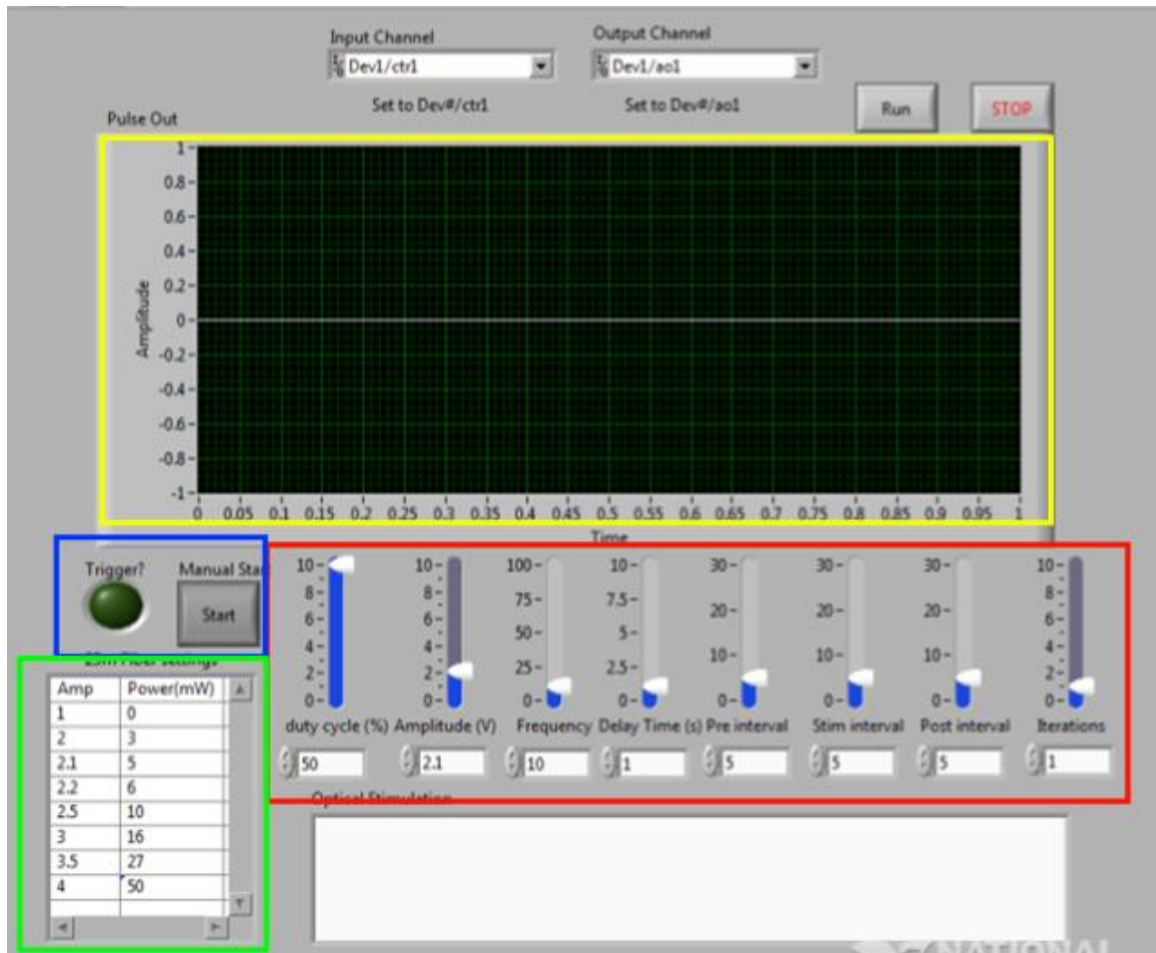 Input Channel
Output Channel
Dev1/ctr1
Dev1/ao1
Set to Dev#/ctr1
Set to Dev#/ao1
Run
STOP
Pulse Out
1
0.8
0.6
0.4
0.2
0
-0.2
-0.4
-0.6
-0.8
-1
Amplitude
0 0.05 0.1 0.15 0.2 0.25 0.3 0.35 0.4 0.45 0.5 0.55 0.6 0.65 0.7 0.75 0.8 0.85 0.9 0.95 1
Time
Trigger?
Manual Star
Start
Fiber settings
Amp Power(mW)
1 0
2 3
2.1 5
2.2 6
2.5 10
3 16
3.5 27
4 50
10 8 6 4 2 0
duty cycle (%)
50
10 8 6 4 2 0
Amplitude (V)
2.1
100 75 50 25 0
Frequency
10
10 7.5 5 2.5 0
Delay Time (s)
1
30 20 10 0
Pre interval
5
30 20 10 0
Stim interval
5
30 20 10 0
Post interval
5
10 8 6 4 2 0
Iterations
1
Optical Stimulation
NATIONAL